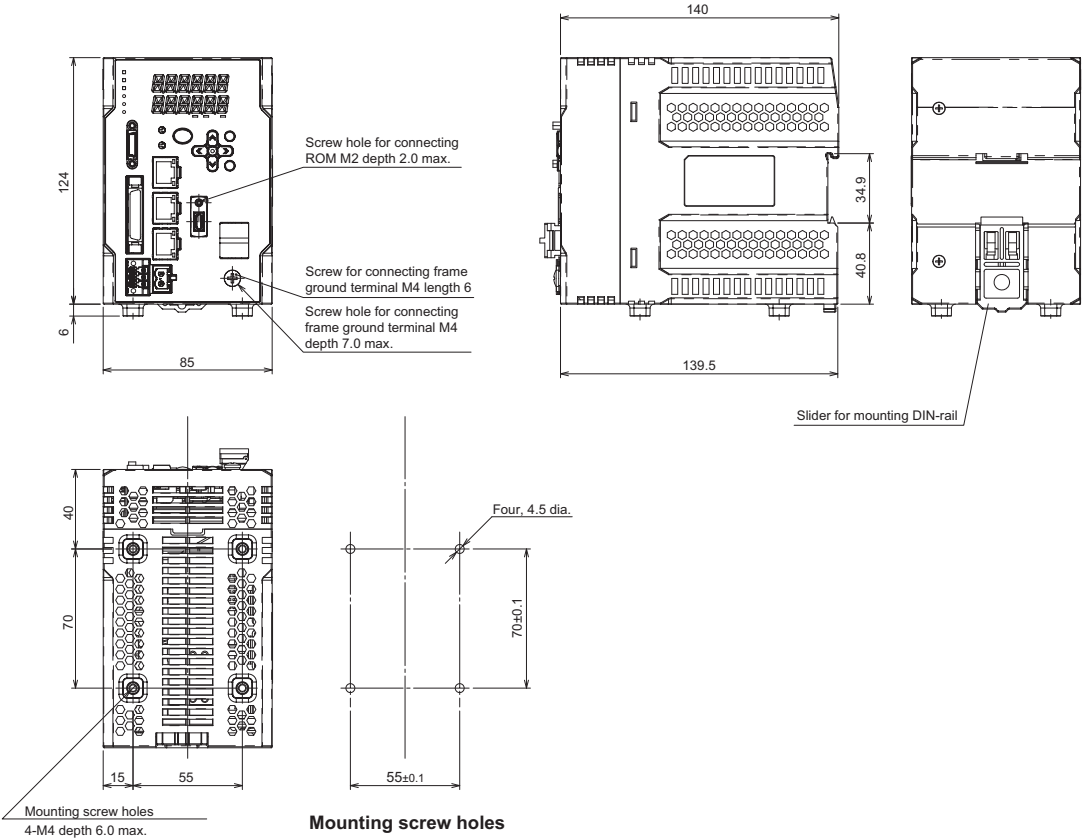 140
124
Screw hole for connecting
ROM M2 depth 2.0 max.
34.9
40.8
Screw for connecting frame
ground terminal M4 length 6
Screw hole for connecting
frame ground terminal M4
depth 7.0 max.
6
85
139.5
Slider for mounting DIN-rail
40
Four, 4.5 dia.
70
70±0.1
15
55
55±0.1
Mounting screw holes
4-M4 depth 6.0 max.
Mounting screw holes